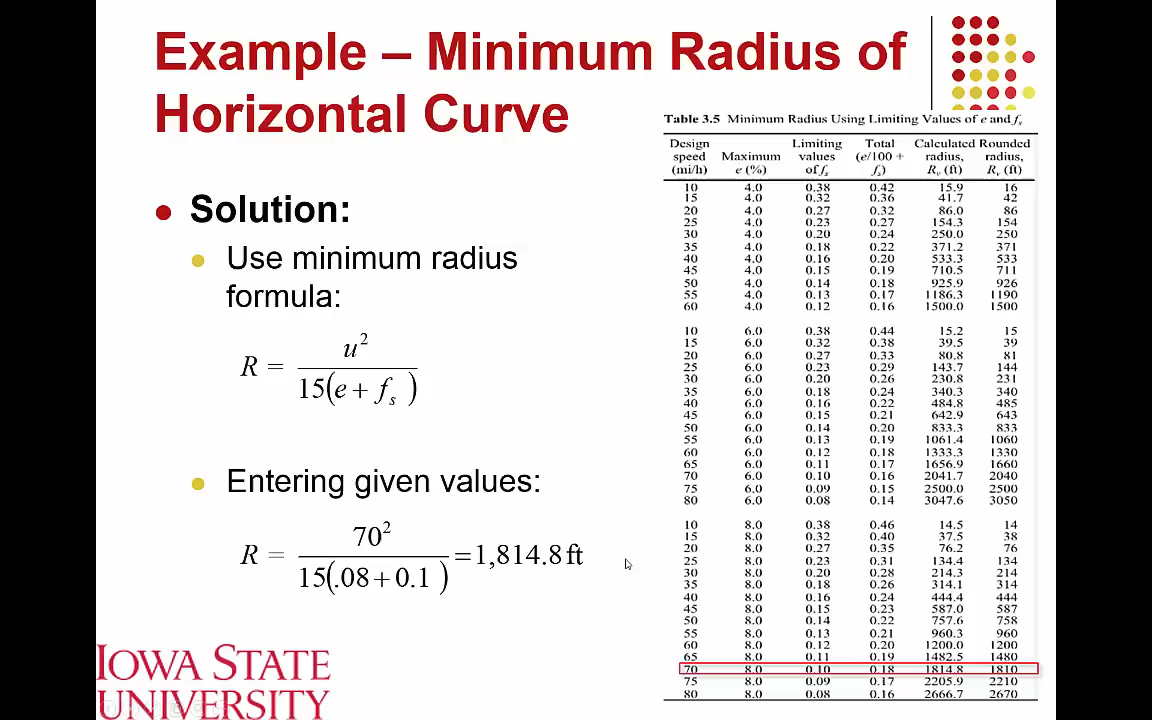 Example – Minimum Radius of
Horizontal Curve
Solution:
Use minimum radius
formula:
R = u² / 15(e + fₛ)
Entering given values:
R = 70² / 15(.08 + 0.1) = 1,814.8 ft
IOWA STATE
UNIVERSITY
Table 3.5 Minimum Radius Using Limiting Values of e and fₛ
Design Limiting Total Calculated Rounded
speed Maximum values (e/100 + radius, radius,
(mi/h) e (%) of fₛ fₛ) Rᵥ (ft) Rᵥ (ft)
10 4.0 0.38 0.42 15.9 16
15 4.0 0.32 0.36 41.7 42
20 4.0 0.27 0.32 86.0 86
25 4.0 0.23 0.27 154.3 154
30 4.0 0.20 0.24 250.0 250
35 4.0 0.18 0.22 371.2 371
40 4.0 0.16 0.20 533.3 533
45 4.0 0.15 0.19 710.5 711
50 4.0 0.14 0.18 925.9 926
55 4.0 0.13 0.17 1186.3 1190
60 4.0 0.12 0.16 1500.0 1500
10 6.0 0.38 0.44 15.2 15
15 6.0 0.32 0.38 39.5 39
20 6.0 0.27 0.33 80.8 81
25 6.0 0.23 0.29 143.7 144
30 6.0 0.20 0.26 230.8 231
35 6.0 0.18 0.24 340.3 340
40 6.0 0.16 0.22 484.8 485
45 6.0 0.15 0.21 642.9 643
50 6.0 0.14 0.20 833.3 833
55 6.0 0.13 0.19 1061.4 1060
60 6.0 0.12 0.18 1333.3 1330
65 6.0 0.11 0.17 1656.9 1660
70 6.0 0.10 0.16 2041.7 2040
75 6.0 0.09 0.15 2500.0 2500
80 6.0 0.08 0.14 3047.6 3050
10 8.0 0.38 0.46 14.5 14
15 8.0 0.32 0.40 37.5 38
20 8.0 0.27 0.35 76.2 76
25 8.0 0.23 0.31 134.4 134
30 8.0 0.20 0.28 214.3 214
35 8.0 0.18 0.26 314.1 314
40 8.0 0.16 0.24 444.4 444
45 8.0 0.15 0.23 587.0 587
50 8.0 0.14 0.22 757.6 758
55 8.0 0.13 0.21 960.3 960
60 8.0 0.12 0.20 1200.0 1200
65 8.0 0.11 0.19 1482.5 1480
70 8.0 0.10 0.18 1814.8 1810
75 8.0 0.09 0.17 2205.9 2210
80 8.0 0.08 0.16 2666.7 2670